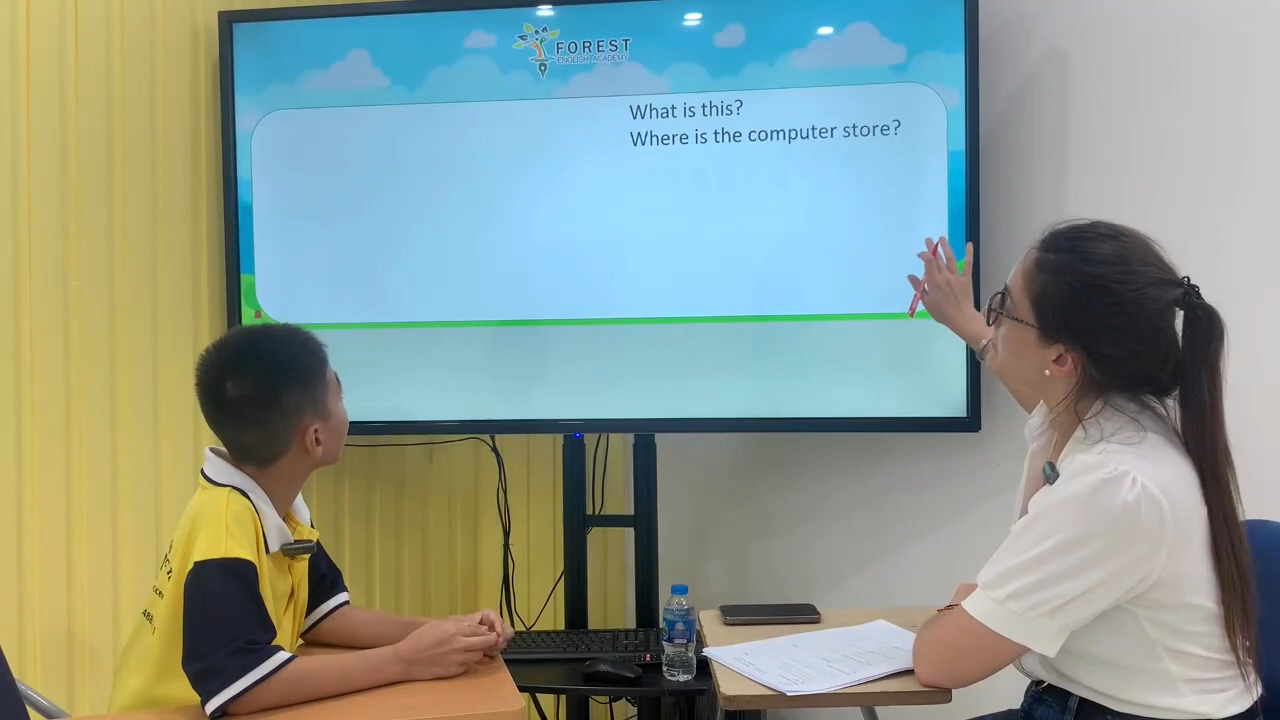 FOREST
ENGLISH ACADEMY
What is this?
Where is the computer store?